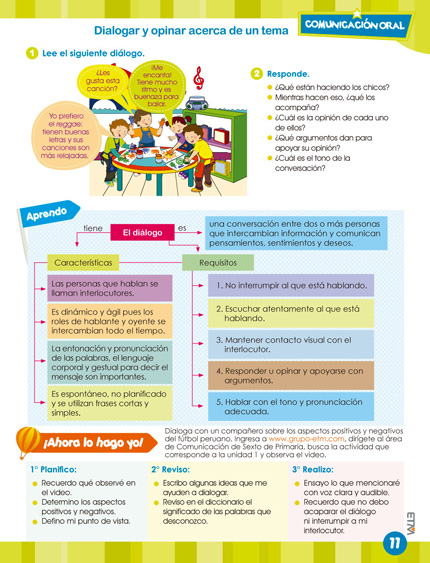 Dialogar y opinar acerca de un tema
COMUNICACIÓN ORAL
1 Lee el siguiente diálogo.
¿Les
gusta esta
canción?
¡Me
encanta!
Tiene mucho
ritmo y es
buenaza para
bailar.
Yo prefiero
el reggae:
tienen buenas
letras y sus
canciones son
más relajadas.
2 Responde.
¿Qué están haciendo los chicos?
Mientras hacen eso, ¿qué los
acompaña?
¿Cuál es la opinión de cada uno
de ellos?
¿Qué argumentos dan para
apoyar su opinión?
¿Cuál es el tono de la
conversación?
Aprendo
tiene
El diálogo
es
una conversación entre dos o más personas
que intercambian información y comunican
pensamientos, sentimientos y deseos.
Características
Las personas que hablan se
llaman interlocutores.
Es dinámico y ágil pues los
roles de hablante y oyente se
intercambian todo el tiempo.
La entonación y pronunciación
de las palabras, el lenguaje
corporal y gestual para decir el
mensaje son importantes.
Es espontáneo, no planificado
y se utilizan frases cortas y
simples.
Requisitos
1. No interrumpir al que está hablando.
2. Escuchar atentamente al que está
hablando.
3. Mantener contacto visual con el
interlocutor.
4. Responder u opinar y apoyarse con
argumentos.
5. Hablar con el tono y pronunciación
adecuada.
¡Ahora lo hago yo!
Dialoga con un compañero sobre los aspectos positivos y negativos
del fútbol peruano. Ingresa a www.grupo-etm.com, dirígete al área
de Comunicación de Sexto de Primaria, busca la actividad que
corresponde a la unidad 1 y observa el video.
1° Planifico:
Recuerdo qué observé en
el video.
Determino los aspectos
positivos y negativos.
Defino mi punto de vista.
2° Reviso:
Escribo algunas ideas que me
ayuden a dialogar.
Reviso en el diccionario el
significado de las palabras que
desconozco.
3° Realizo:
Ensayo lo que mencionaré
con voz clara y audible.
Recuerdo que no debo
acaparar el diálogo
ni interrumpir a mi
interlocutor.
ETM
11